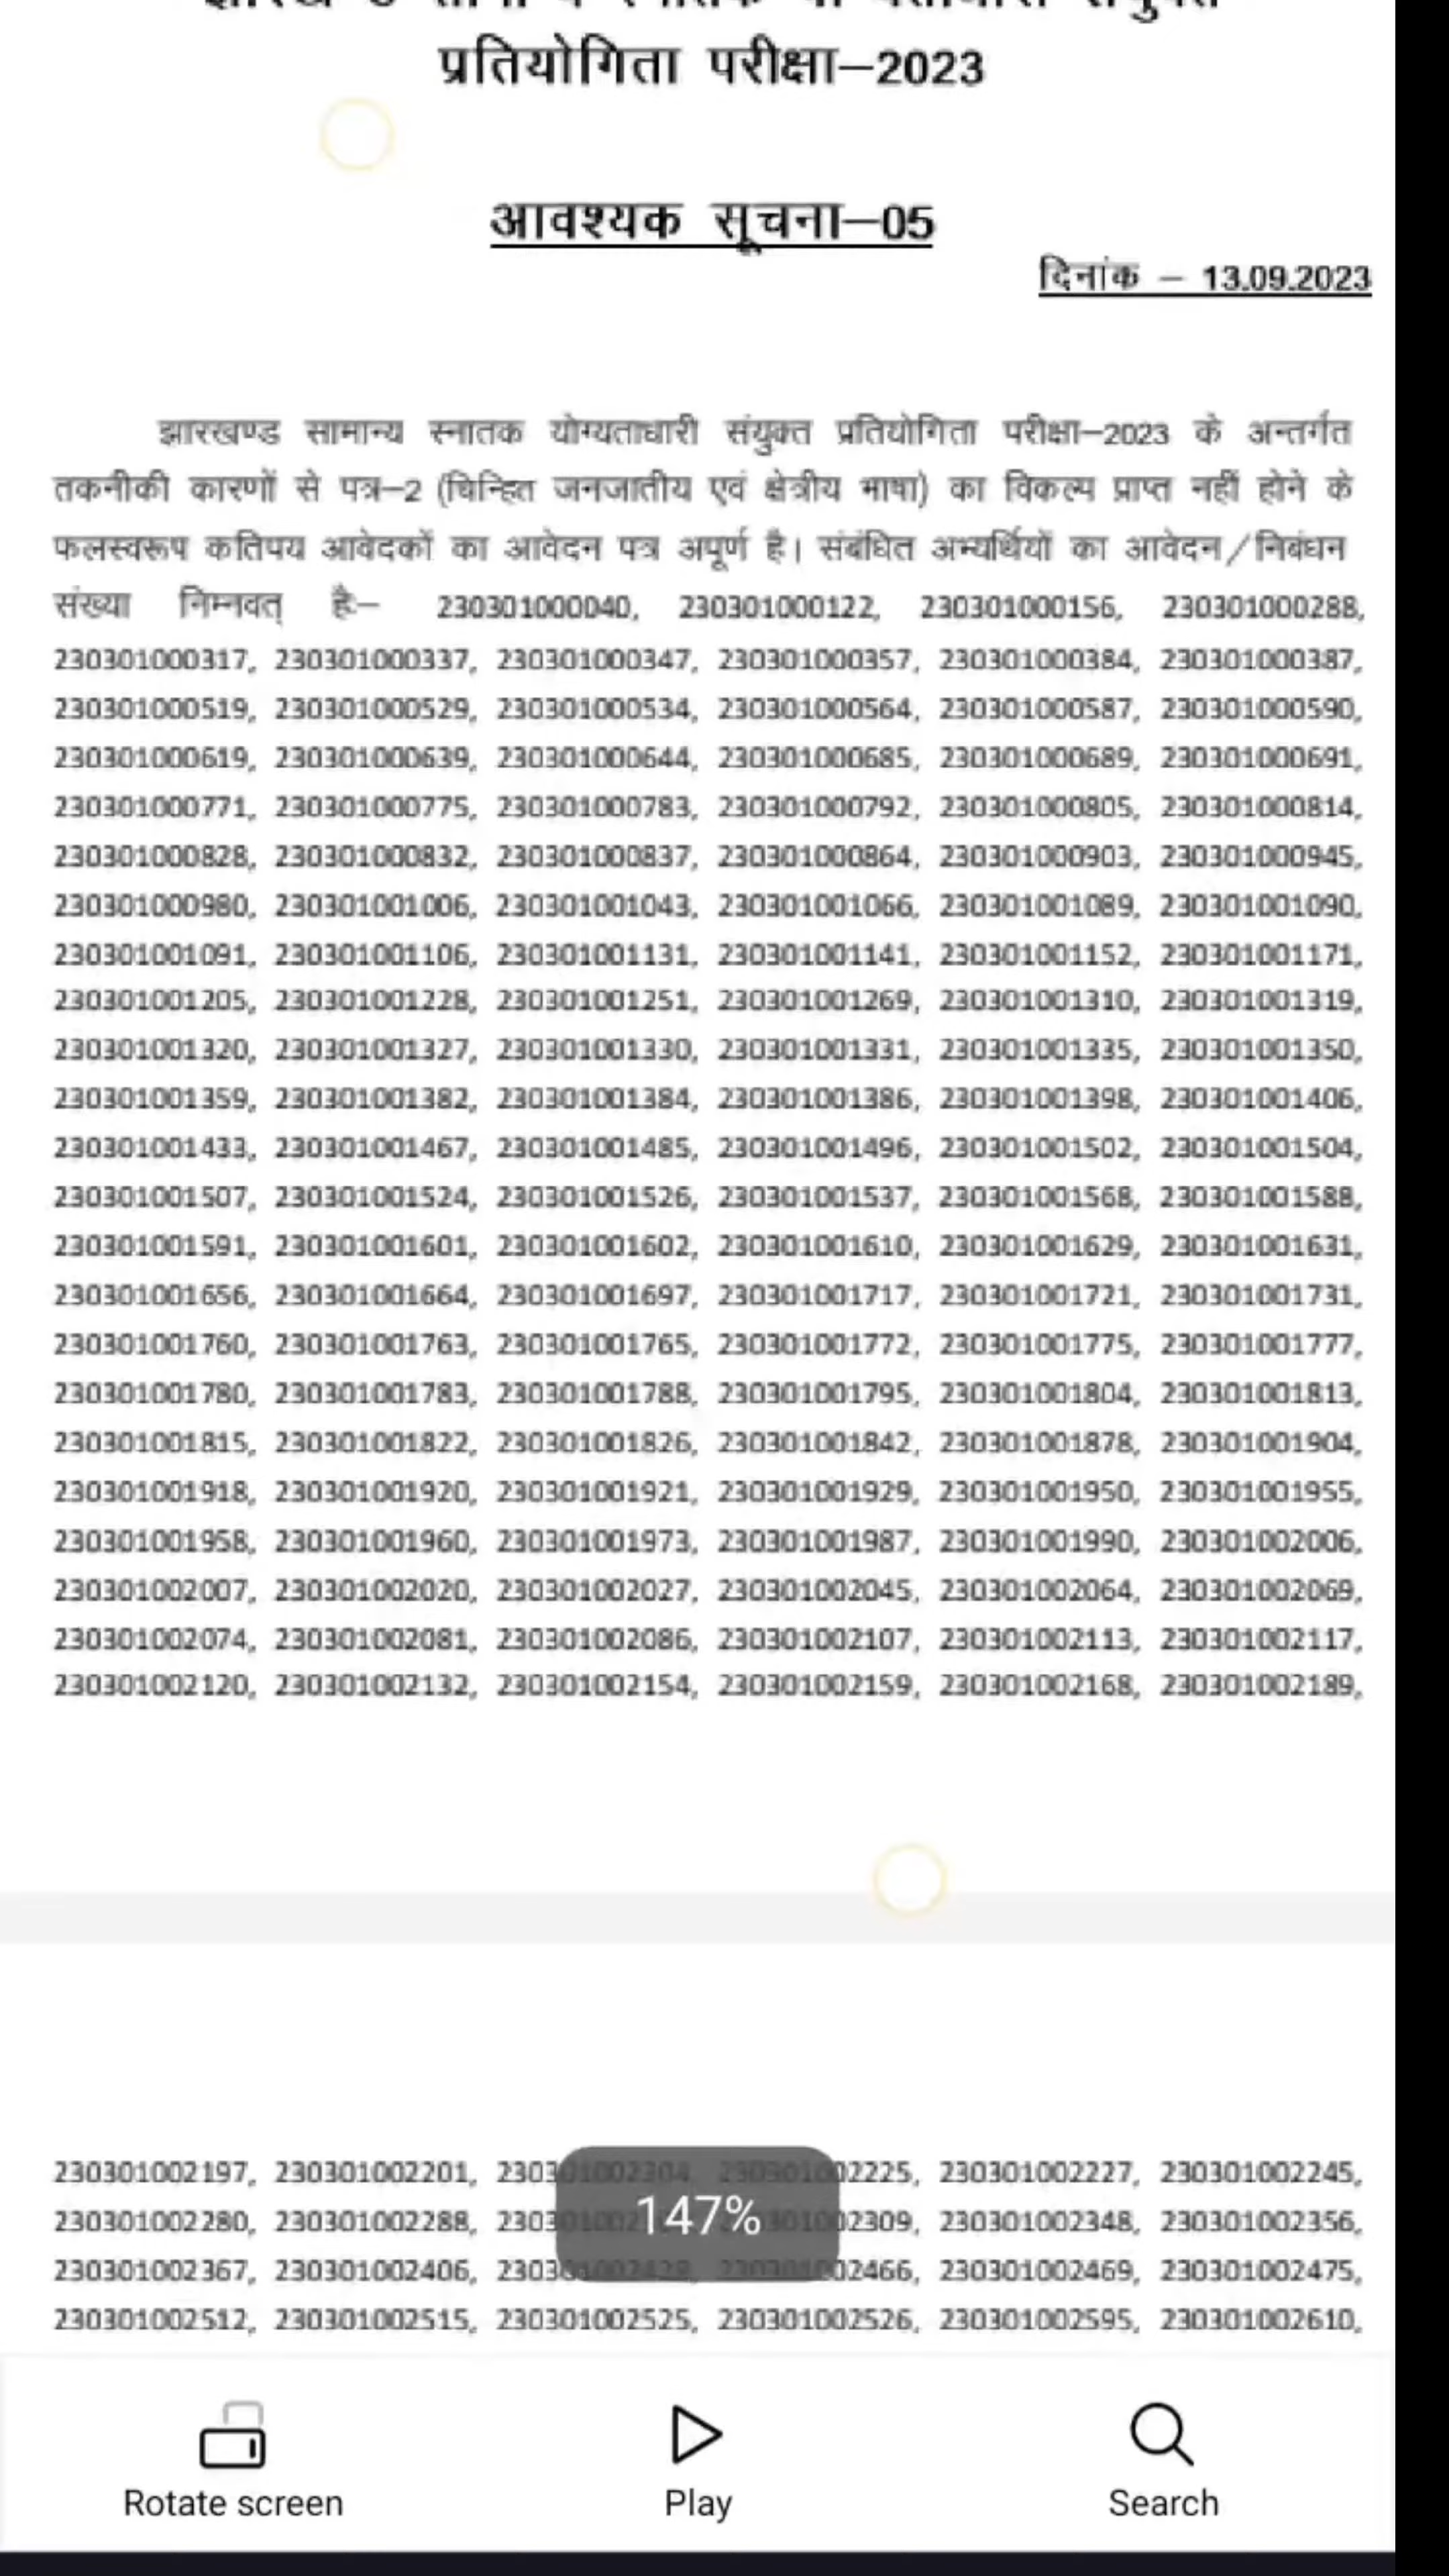 प्रतियोगिता परीक्षा–2023
आवश्यक सूचना–05
दिनांक – 13.09.2023
झारखण्ड सामान्य स्नातक योग्यताधारी संयुक्त प्रतियोगिता परीक्षा–2023 के अन्तर्गत
तकनीकी कारणों से पत्र–2 (चिन्हित जनजातीय एवं क्षेत्रीय भाषा) का विकल्प प्राप्त नहीं होने के
फलस्वरूप कतिपय आवेदकों का आवेदन पत्र अपूर्ण है। संबंधित अभ्यर्थियों का आवेदन/निबंधन
संख्या निम्नवत् है:– 230301000040, 230301000122, 230301000156, 230301000288,
230301000317, 230301000337, 230301000347, 230301000357, 230301000384, 230301000387,
230301000519, 230301000529, 230301000534, 230301000564, 230301000587, 230301000590,
230301000619, 230301000639, 230301000644, 230301000685, 230301000689, 230301000691,
230301000771, 230301000775, 230301000783, 230301000792, 230301000805, 230301000814,
230301000828, 230301000832, 230301000837, 230301000864, 230301000903, 230301000945,
230301000980, 230301001006, 230301001043, 230301001066, 230301001089, 230301001090,
230301001091, 230301001106, 230301001131, 230301001141, 230301001152, 230301001171,
230301001205, 230301001228, 230301001251, 230301001269, 230301001310, 230301001319,
230301001320, 230301001327, 230301001330, 230301001331, 230301001335, 230301001350,
230301001359, 230301001382, 230301001384, 230301001386, 230301001398, 230301001406,
230301001433, 230301001467, 230301001485, 230301001496, 230301001502, 230301001504,
230301001507, 230301001524, 230301001526, 230301001537, 230301001568, 230301001588,
230301001591, 230301001601, 230301001602, 230301001610, 230301001629, 230301001631,
230301001656, 230301001664, 230301001697, 230301001717, 230301001721, 230301001731,
230301001760, 230301001763, 230301001765, 230301001772, 230301001775, 230301001777,
230301001780, 230301001783, 230301001788, 230301001795, 230301001804, 230301001813,
230301001815, 230301001822, 230301001826, 230301001842, 230301001878, 230301001904,
230301001918, 230301001920, 230301001921, 230301001929, 230301001950, 230301001955,
230301001958, 230301001960, 230301001973, 230301001987, 230301001990, 230301002006,
230301002007, 230301002020, 230301002027, 230301002045, 230301002064, 230301002069,
230301002074, 230301002081, 230301002086, 230301002107, 230301002113, 230301002117,
230301002120, 230301002132, 230301002154, 230301002159, 230301002168, 230301002189,
230301002197, 230301002201, 230301002227, 230301002245,
230301002280, 230301002288, 230301002348, 230301002356,
147%
230301002367, 230301002406, 230301002469, 230301002475,
230301002512, 230301002515, 230301002525, 230301002526, 230301002595, 230301002610,
Rotate screen
Play
Search